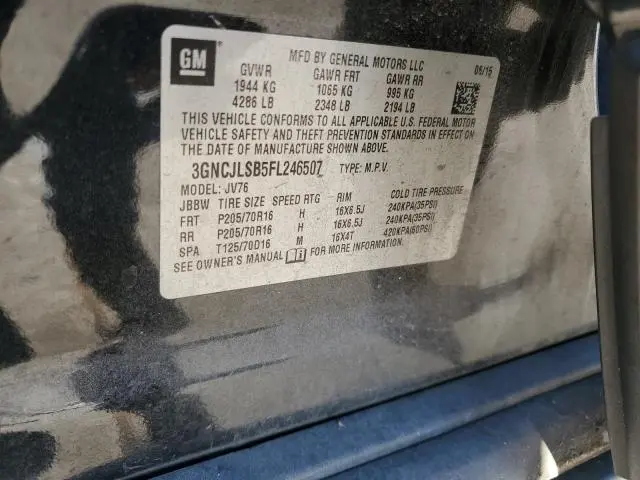 GM
MFD BY GENERAL MOTORS LLC
GVWR GAWR FRT GAWR RR 06/15
1944 KG 1065 KG 995 KG
4286 LB 2348 LB 2194 LB
THIS VEHICLE CONFORMS TO ALL APPLICABLE U.S. FEDERAL MOTOR
VEHICLE SAFETY AND THEFT PREVENTION STANDARDS IN EFFECT ON
THE DATE OF MANUFACTURE SHOWN ABOVE.
3GNCJLSB5FL246507 TYPE: M.P.V.
MODEL: JV76
JBBW TIRE SIZE SPEED RTG RIM COLD TIRE PRESSURE
FRT P205/70R16 H 16X6.5J 240KPA(35PSI)
RR P205/70R16 H 16X6.5J 240KPA(35PSI)
SPA T125/70D16 M 16X4T 420KPA(60PSI)
SEE OWNER'S MANUAL FOR MORE INFORMATION.